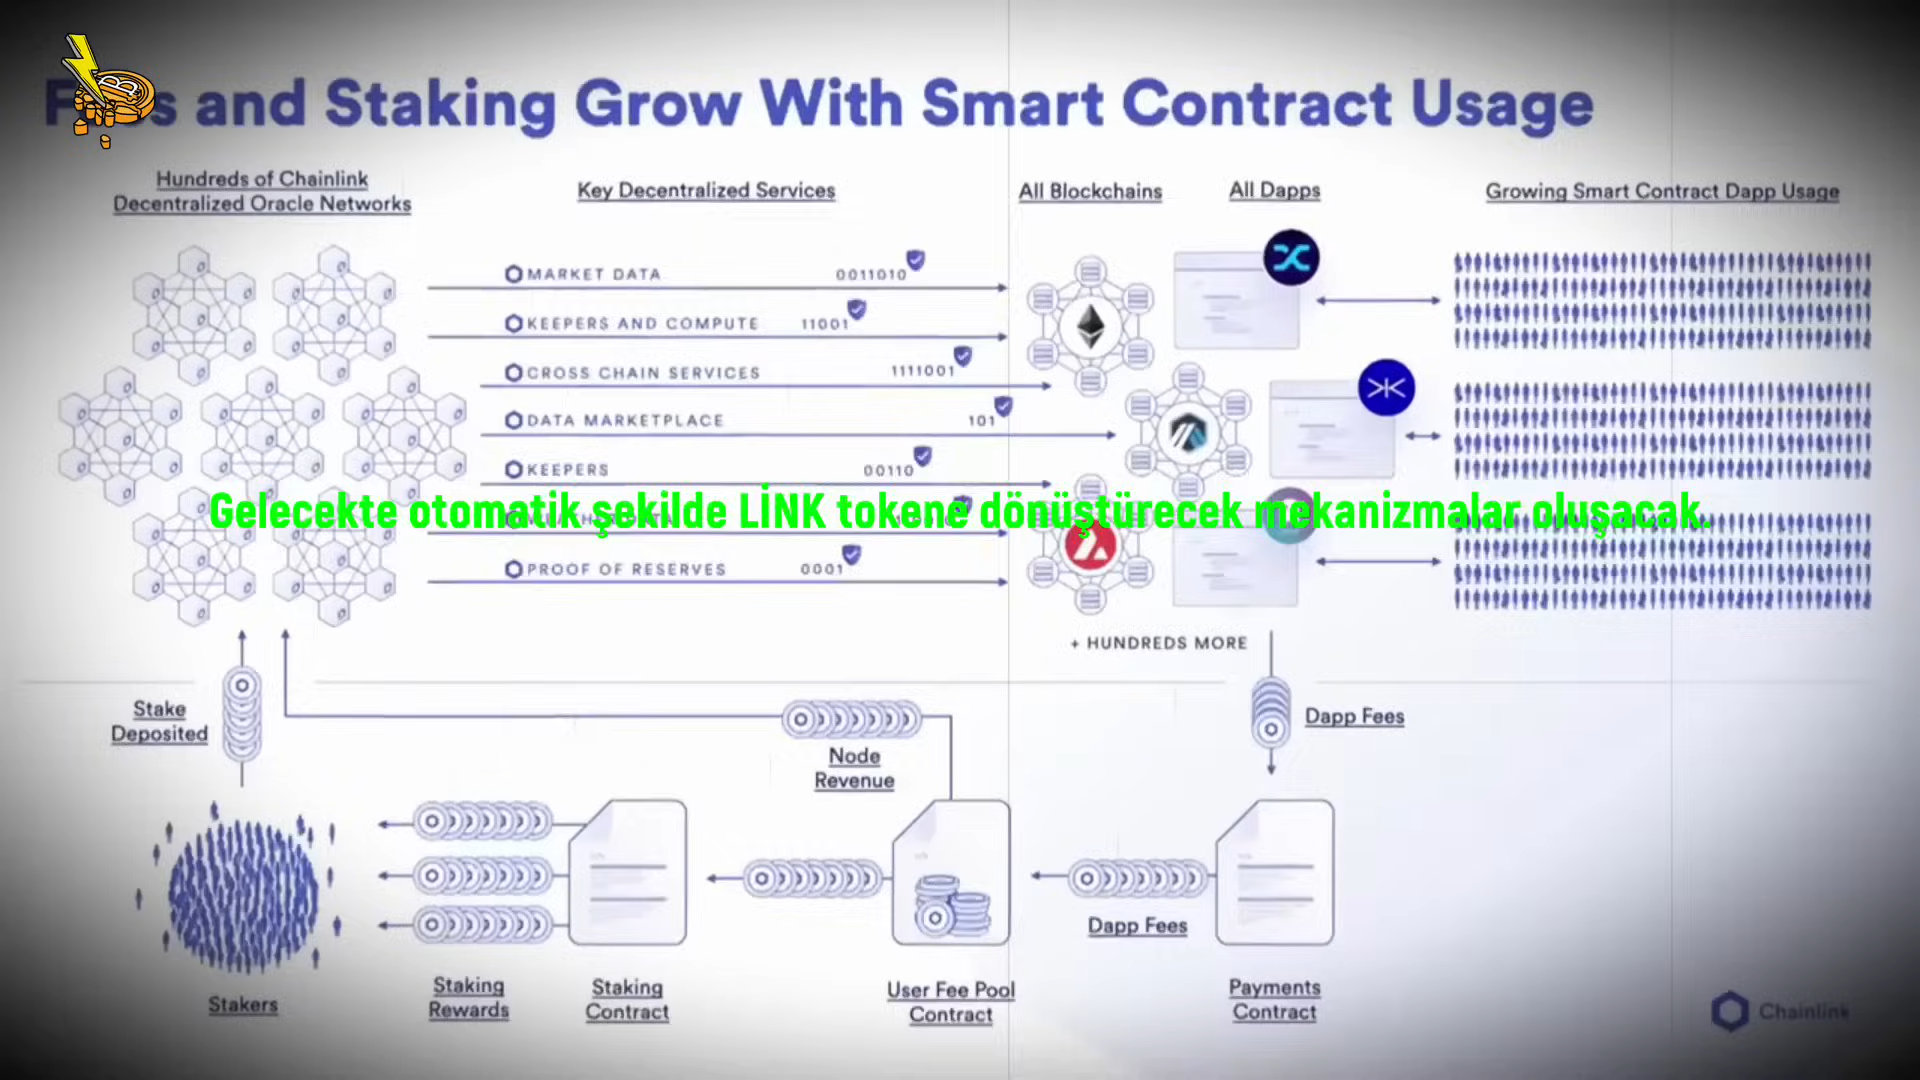 and Staking Grow With Smart Contract Usage
Hundreds of Chainlink
Decentralized Oracle Networks
Key Decentralized Services
All Blockchains
All Dapps
Growing Smart Contract Dapp Usage
MARKET DATA 0011010
KEEPERS AND COMPUTE 11001
CROSS CHAIN SERVICES 1111001
DATA MARKETPLACE 101
KEEPERS 00110
Gelecekte otomatik şekilde LİNK tokene dönüştürecek mekanizmalar oluşacak.
PROOF OF RESERVES 0001
+ HUNDREDS MORE
Stake
Deposited
Node
Revenue
Dapp Fees
Dapp Fees
Stakers
Staking
Rewards
Staking
Contract
User Fee Pool
Contract
Payments
Contract
Chainlink